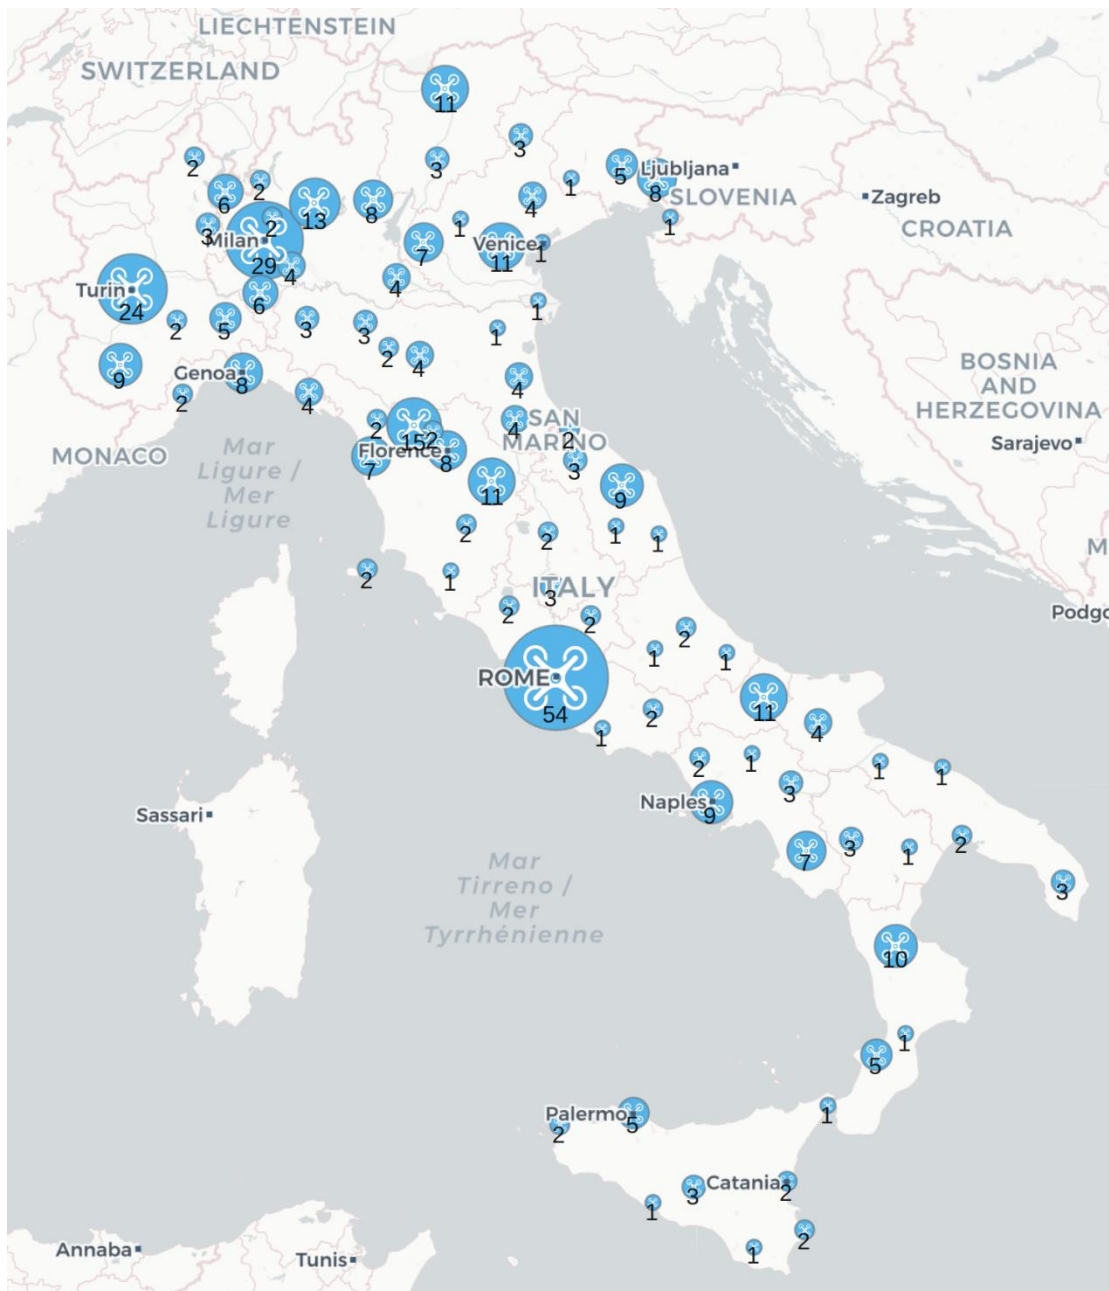 LIECHTENSTEIN
SWITZERLAND
11
3
2
3
Ljubljana
5
1
8
SLOVENIA
Zagreb
6
2
13
8
4
CROATIA
3
2
1
1
Milan
7
Venice
1
29
4
11
4
Turin
6
24
1
2
5
3
3
1
2
4
BOSNIA
AND
HERZEGOVINA
9
Genoa
8
4
2
4
2
15
2
4
SAN
MARINO
2
Sarajevo
MONACO
Mar
Ligure /
Mer
Ligure
Florence
7
8
3
11
9
2
2
1
1
M
2
1
ITALY
3
2
2
Podgo
2
ROME
1
1
54
11
2
4
1
2
1
1
1
3
Sassari
Naples
9
7
3
1
2
Mar
Tirreno /
Mer
Tyrrhénienne
3
10
1
5
Palermo
5
1
2
Catania
3
2
1
2
1
Annaba
Tunis